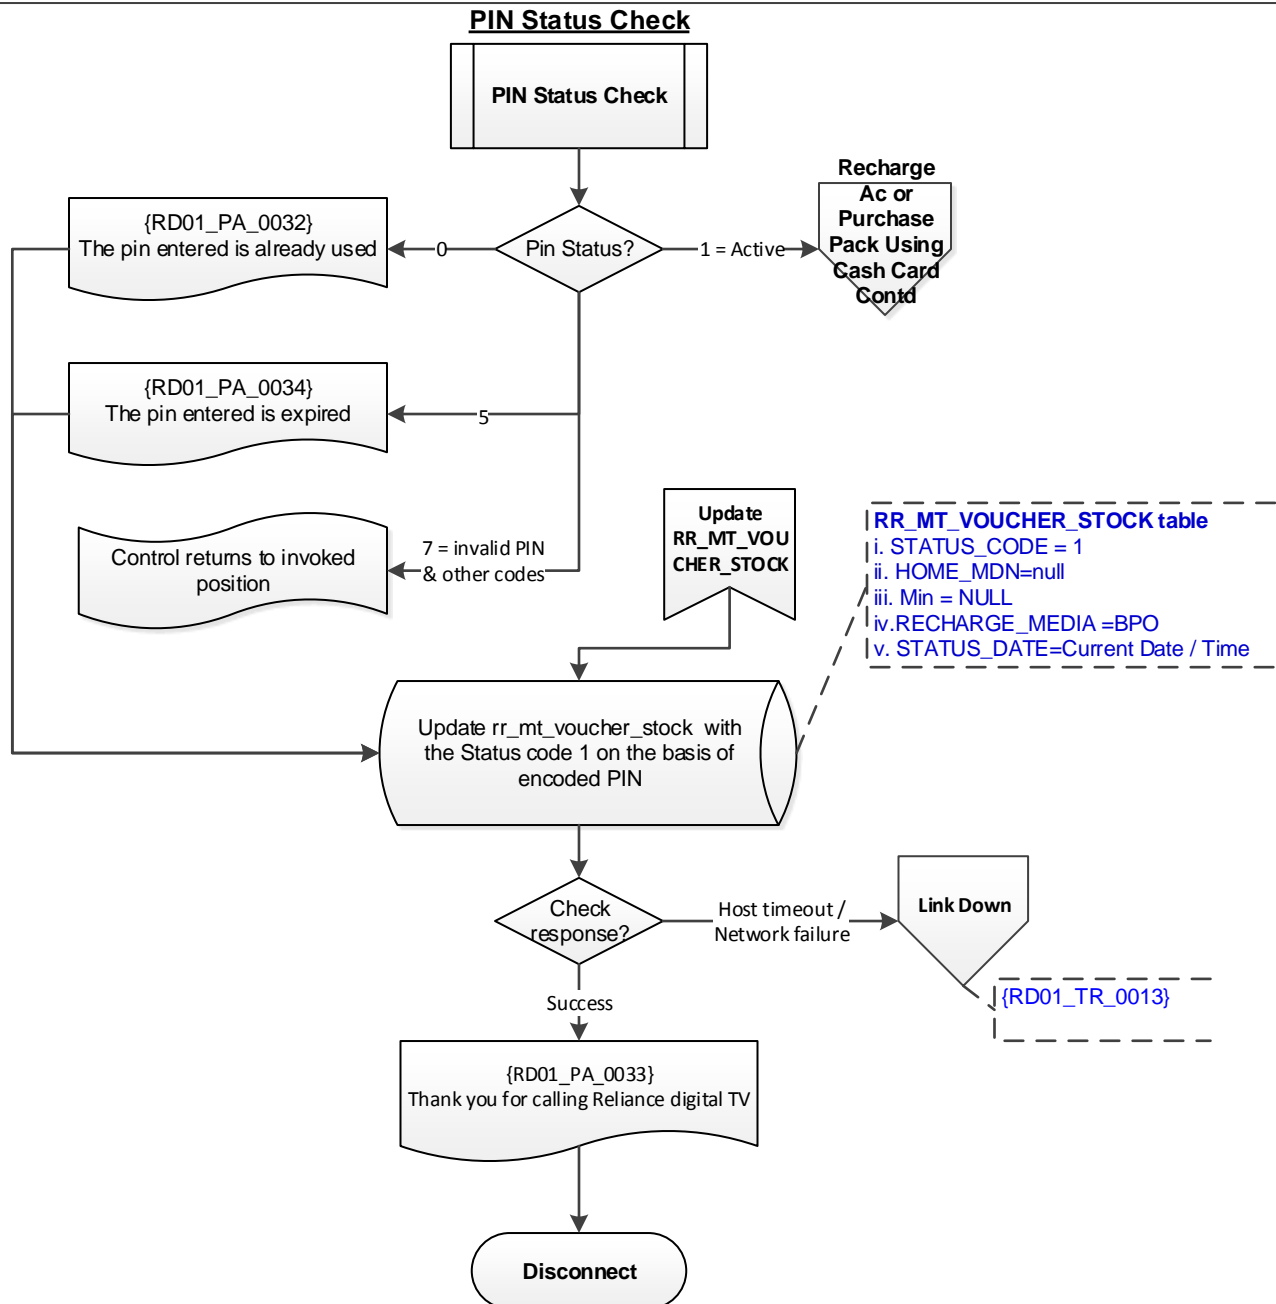 PIN Status Check
PIN Status Check
Recharge
Ac or
Purchase
Pack Using
Cash Card
Contd
{RD01_PA_0032}
The pin entered is already used
0
Pin Status?
1 = Active
{RD01_PA_0034}
The pin entered is expired
5
Update
RR_MT_VOU
CHER_STOCK
RR_MT_VOUCHER_STOCK table
i. STATUS_CODE = 1
ii. HOME_MDN=null
iii. Min = NULL
iv.RECHARGE_MEDIA =BPO
v. STATUS_DATE=Current Date / Time
Control returns to invoked
position
7 = invalid PIN
& other codes
Update rr_mt_voucher_stock with
the Status code 1 on the basis of
encoded PIN
Check
response?
Host timeout /
Network failure
Link Down
{RD01_TR_0013}
Success
{RD01_PA_0033}
Thank you for calling Reliance digital TV
Disconnect